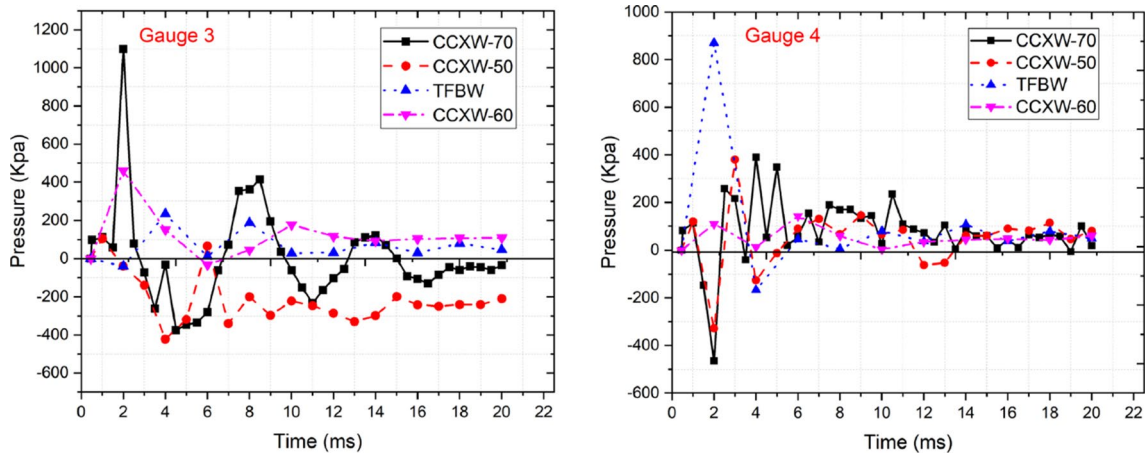 Gauge 3
CCXW-70
CCXW-50
TFBW
CCXW-60
1200
1000
800
600
400
200
0
-200
-400
-600
Pressure (Kpa)
0 2 4 6 8 10 12 14 16 18 20 22
Time (ms)
Gauge 4
CCXW-70
CCXW-50
TFBW
CCXW-60
1000
800
600
400
200
0
-200
-400
-600
Pressure (Kpa)
0 2 4 6 8 10 12 14 16 18 20 22
Time (ms)